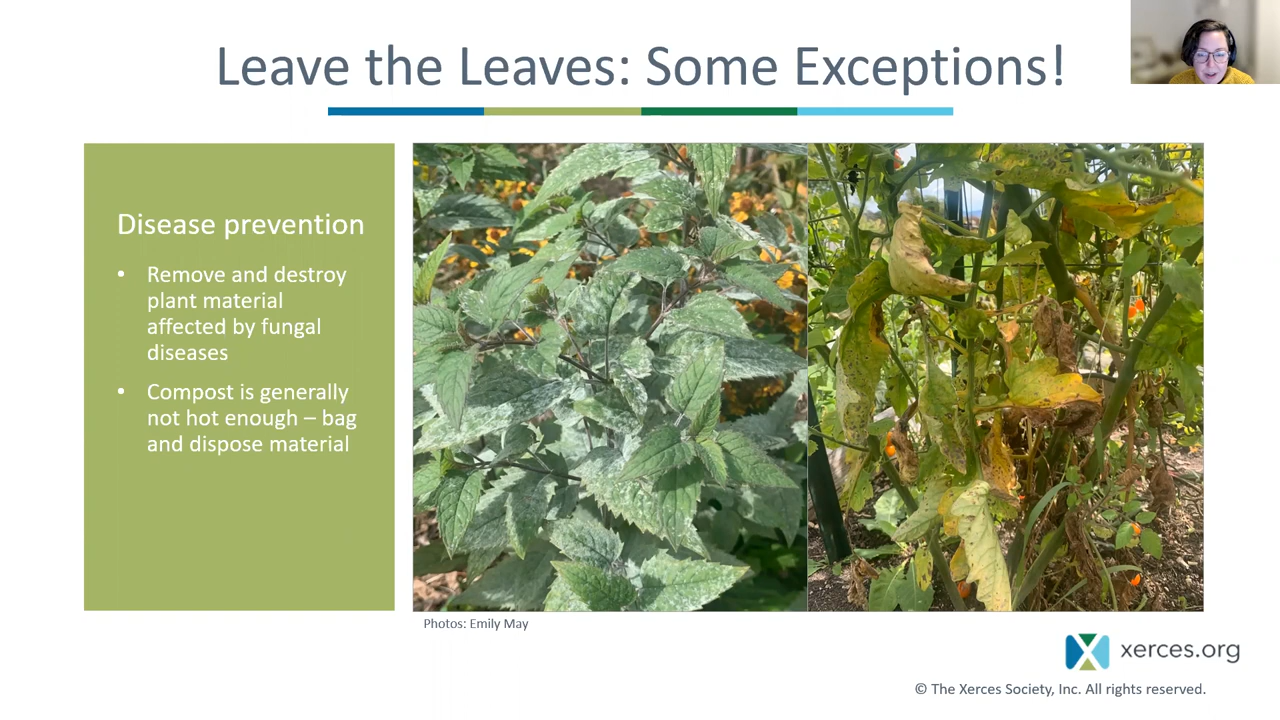 Leave the Leaves: Some Exceptions!
Disease prevention
• Remove and destroy
plant material
affected by fungal
diseases
• Compost is generally
not hot enough – bag
and dispose material
Photos: Emily May
xerces.org
© The Xerces Society, Inc. All rights reserved.